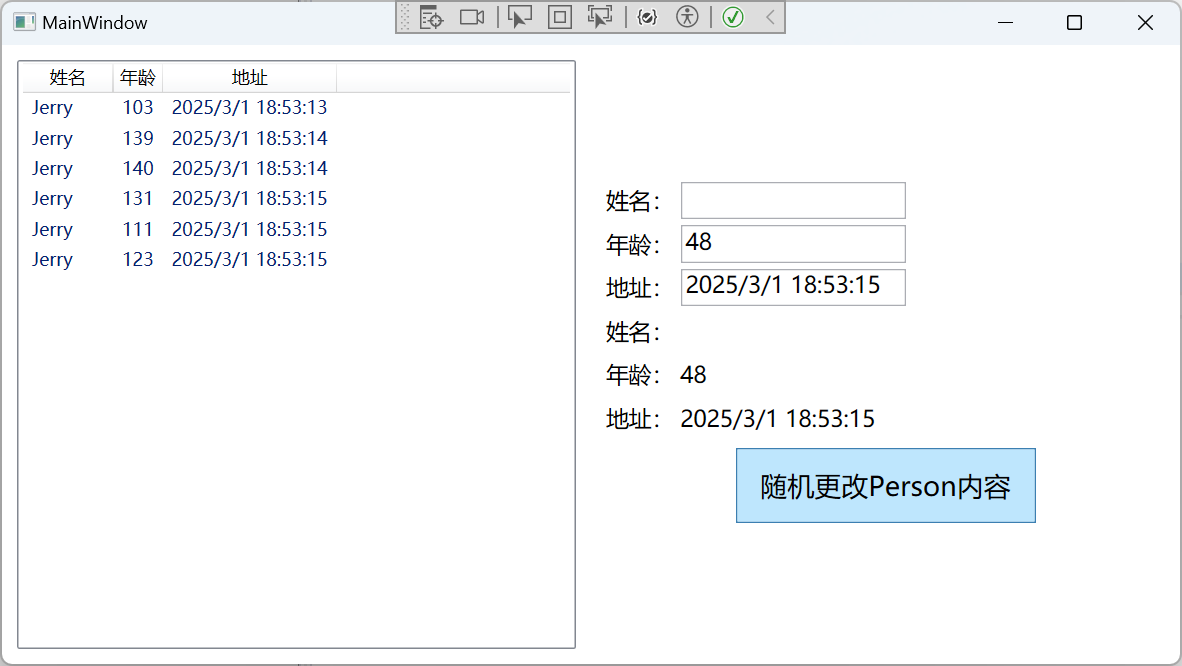 MainWindow
姓名 年龄 地址
Jerry 103 2025/3/1 18:53:13
Jerry 139 2025/3/1 18:53:14
Jerry 140 2025/3/1 18:53:14
Jerry 131 2025/3/1 18:53:15
Jerry 111 2025/3/1 18:53:15
Jerry 123 2025/3/1 18:53:15
姓名：
年龄： 48
地址： 2025/3/1 18:53:15
姓名：
年龄： 48
地址： 2025/3/1 18:53:15
随机更改Person内容